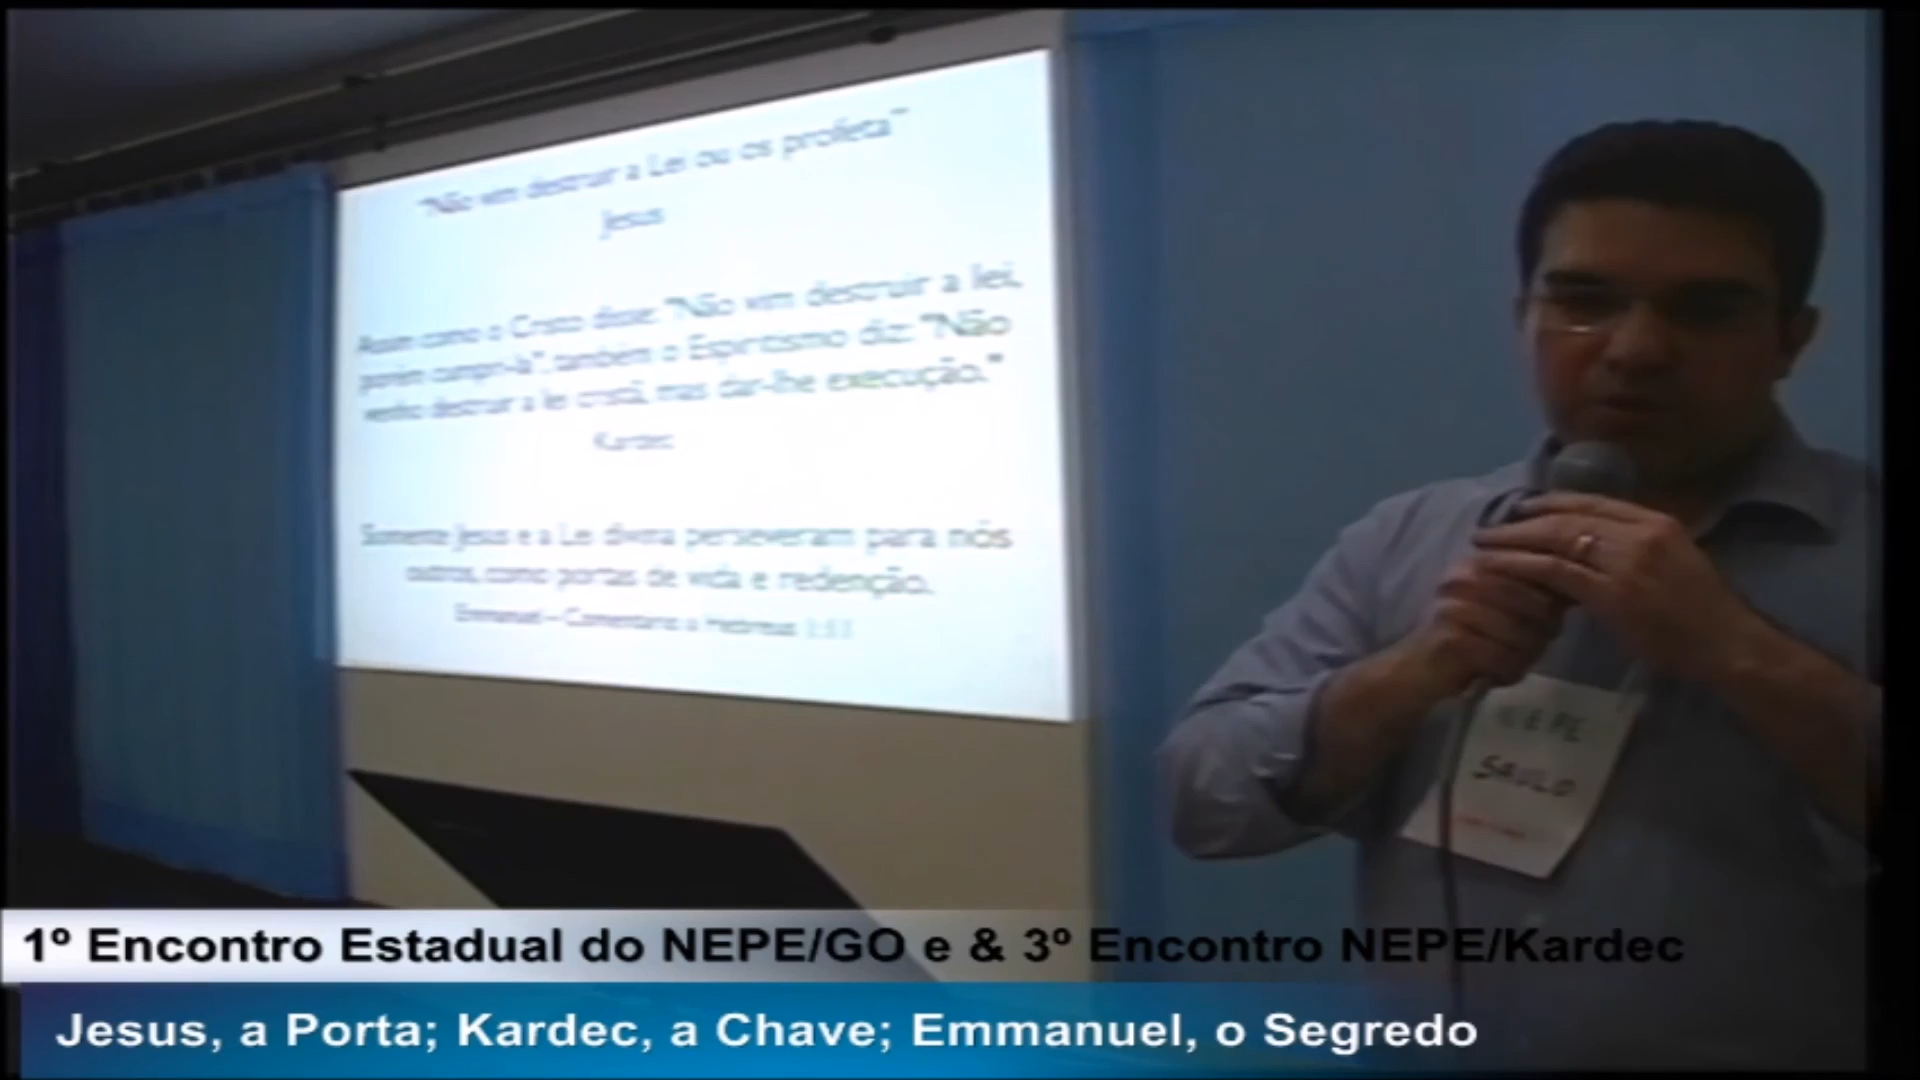 "Não vim destruir a Lei ou os profeta"
Jesus
Assim como o Cristo disse: "Não vim destruir a lei,
porém cumpri-la", também o Espiritismo diz: "Não
venho destruir a lei cristã, mas dar-lhe execução."
Kardec
Somente Jesus e a Lei divina perseveram para nós
outros, como portas de vida e redenção.
Emmanuel – Comentário a Hebreus
NEPE
SAULO
1º Encontro Estadual do NEPE/GO e & 3º Encontro NEPE/Kardec
Jesus, a Porta; Kardec, a Chave; Emmanuel, o Segredo